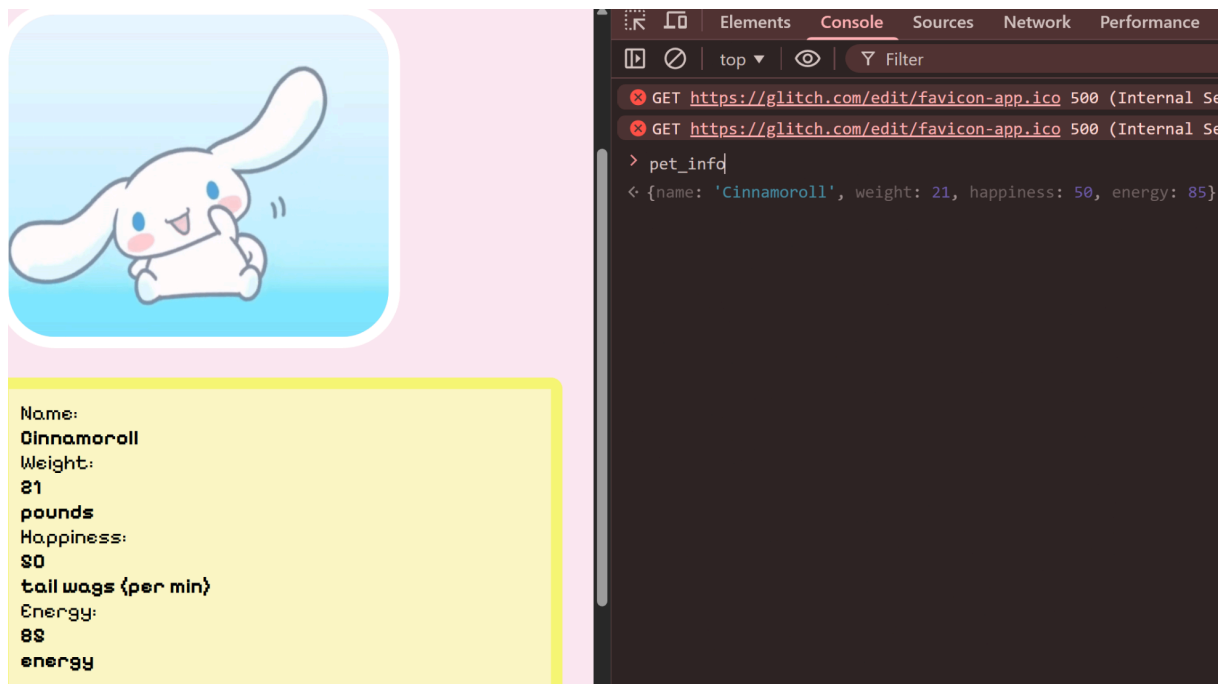 Name:
Cinnamoroll
Weight:
21
pounds
Happiness:
50
tail wags (per min)
Energy:
85
energy
Elements Console Sources Network Performance
top Filter
GET https://glitch.com/edit/favicon-app.ico 500 (Internal Se
GET https://glitch.com/edit/favicon-app.ico 500 (Internal Se
> pet_info
{name: 'Cinnamoroll', weight: 21, happiness: 50, energy: 85}